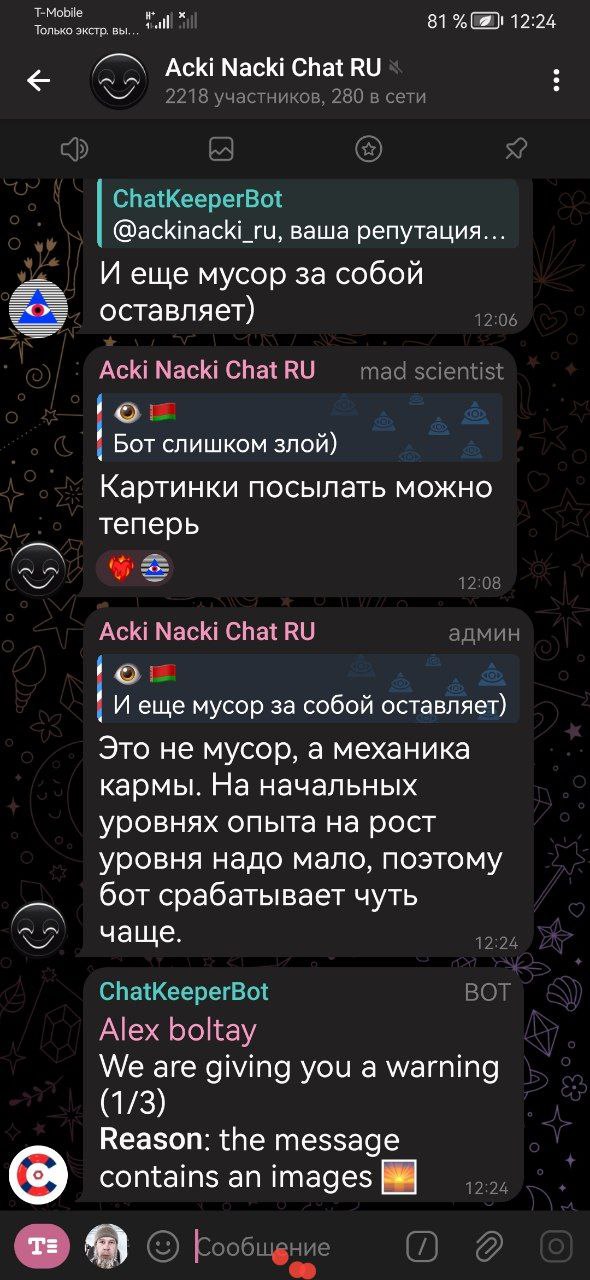 T-Mobile
Только экстр. вы...
H+
81 %
12:24
Acki Nacki Chat RU
2218 участников, 280 в сети
ChatKeeperBot
@ackinacki_ru, ваша репутация...
И еще мусор за собой
оставляет)
12:06
Acki Nacki Chat RU
mad scientist
Бот слишком злой)
Картинки посылать можно
теперь
12:08
Acki Nacki Chat RU
админ
И еще мусор за собой оставляет)
Это не мусор, а механика
кармы. На начальных
уровнях опыта на рост
уровня надо мало, поэтому
бот срабатывает чуть
чаще.
12:24
ChatKeeperBot
BOT
Alex boltay
We are giving you a warning
(1/3)
Reason: the message
contains an images
12:24
T
Сообщение
/